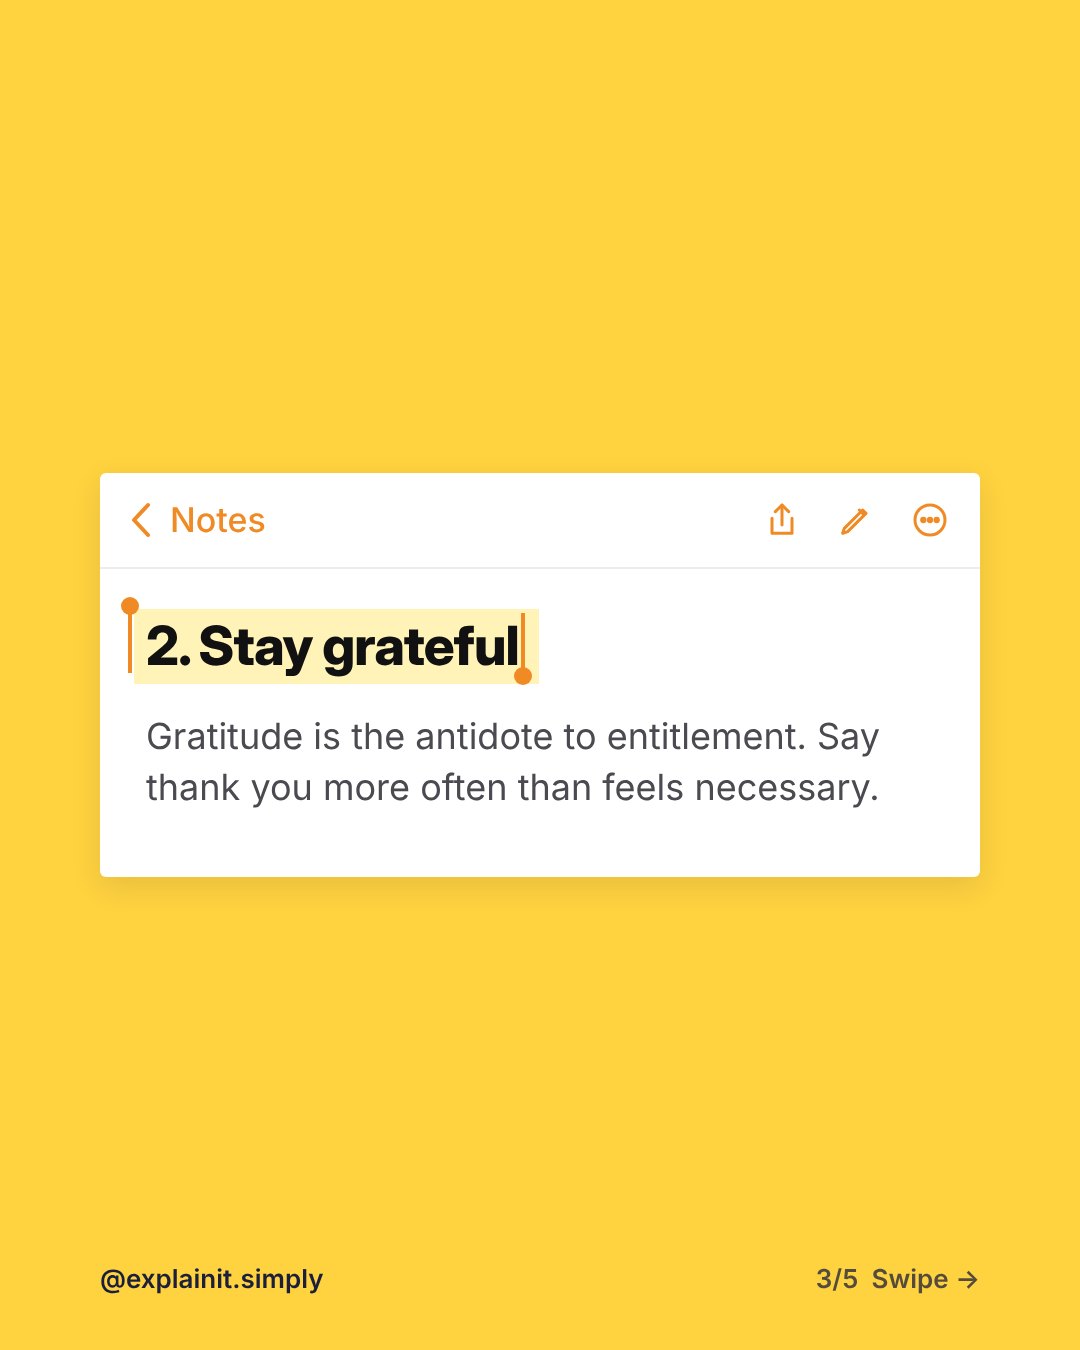 Notes
2. Stay grateful
Gratitude is the antidote to entitlement. Say
thank you more often than feels necessary.
@explainit.simply
3/5 Swipe →